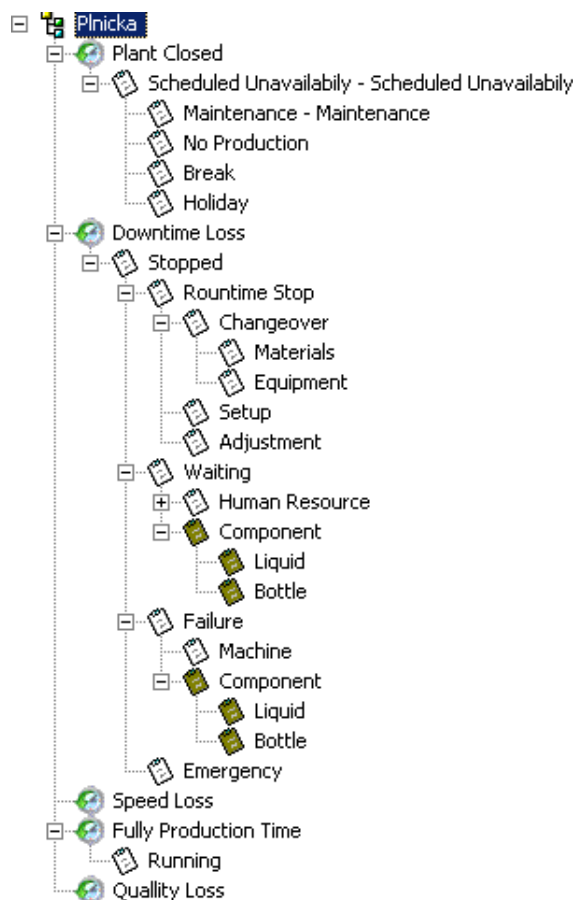 Plnicka
Plant Closed
Scheduled Unavailabily - Scheduled Unavailabily
Maintenance - Maintenance
No Production
Break
Holiday
Downtime Loss
Stopped
Rountime Stop
Changeover
Materials
Equipment
Setup
Adjustment
Waiting
Human Resource
Component
Liquid
Bottle
Failure
Machine
Component
Liquid
Bottle
Emergency
Speed Loss
Fully Production Time
Running
Quallity Loss